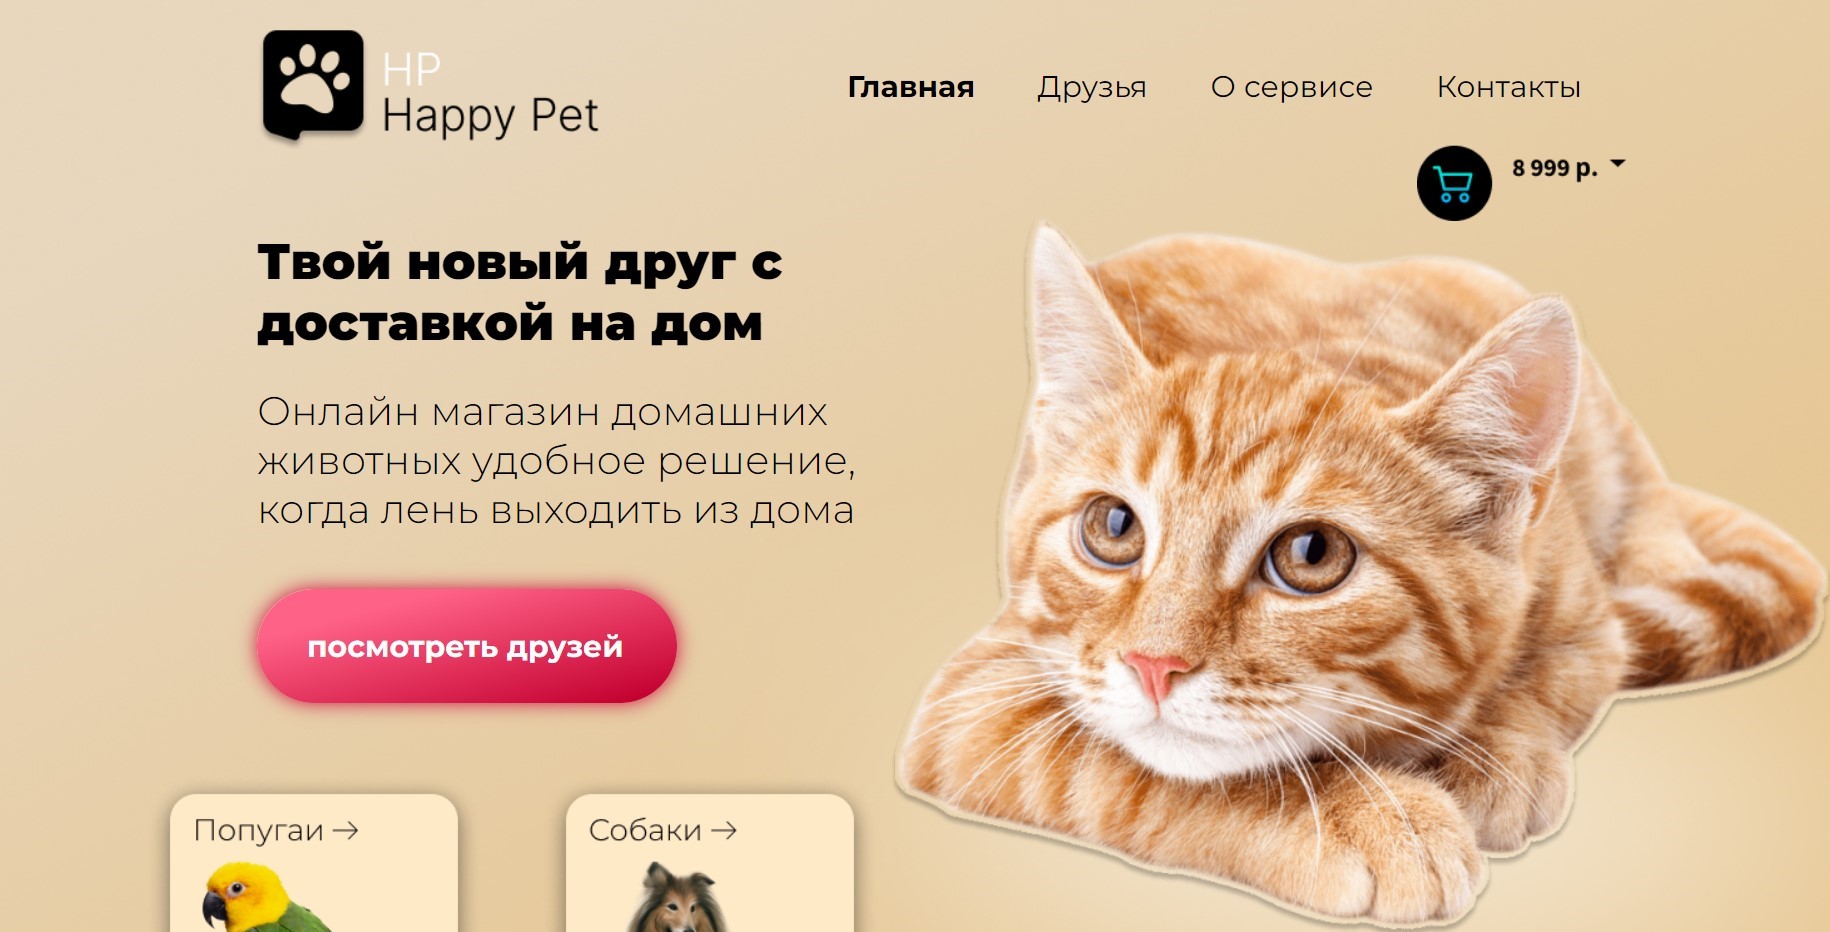 HP
Happy Pet
Главная Друзья О сервисе Контакты
8 999 р.
Твой новый друг с
доставкой на дом
Онлайн магазин домашних
животных удобное решение,
когда лень выходить из дома
посмотреть друзей
Попугаи →
Собаки →